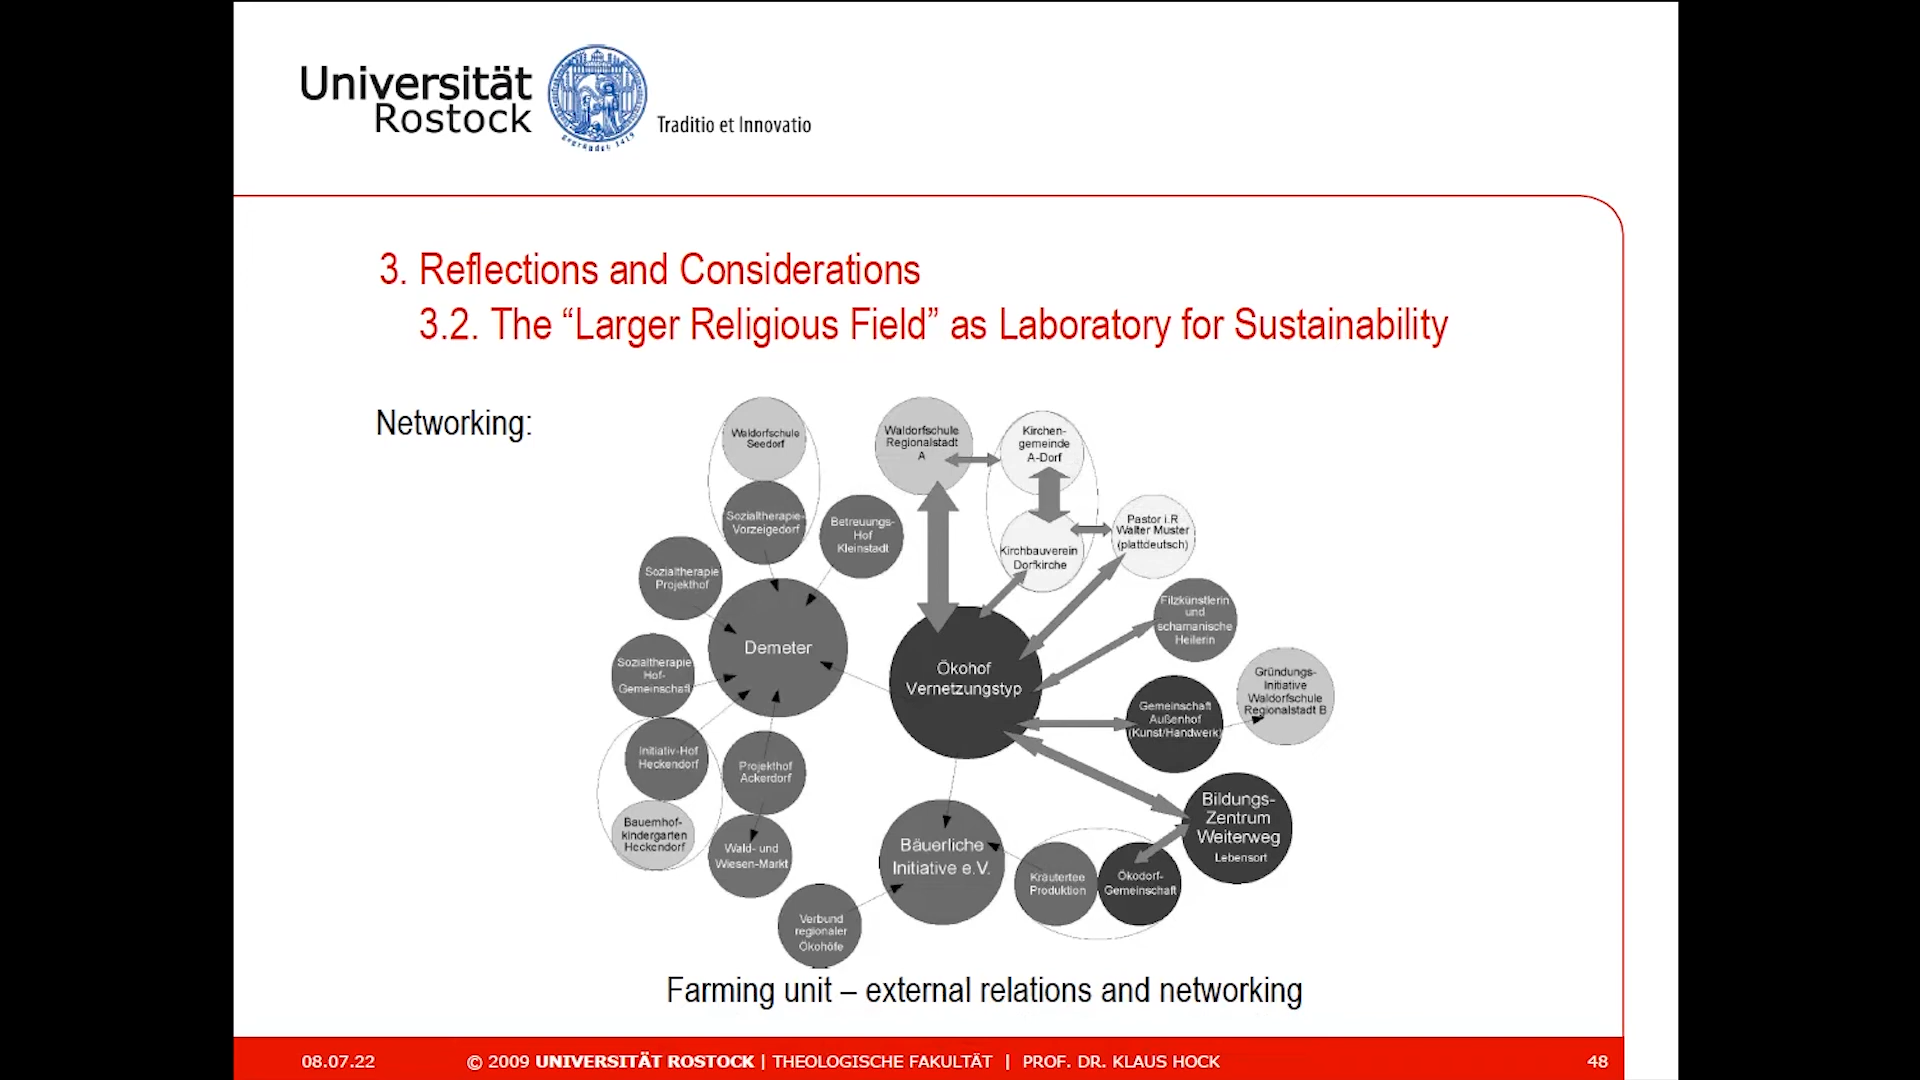 Universität
Rostock
Traditio et Innovatio
gegründet 1419
3. Reflections and Considerations
3.2. The “Larger Religious Field” as Laboratory for Sustainability
Networking:
Waldorfschule
Seedorf
Waldorfschule
Regionalstadt
A
Kirchen-
gemeinde
A-Dorf
Sozialtherapie-
Vorzeigedorf
Betreuungs-
Hof
Kleinstadt
Kirchbauverein
Dorfkirche
Pastor i.R
Walter Muster
(plattdeutsch)
Sozialtherapie
Projekthof
Filzkünstlerin
und
schamanische
Heilerin
Demeter
Ökohof
Vernetzungstyp
Sozialtherapie
Hof-
Gemeinschaft
Gemeinschaft
Außenhof
(Kunst/Handwerk)
Gründungs-
Initiative
Waldorfschule
Regionalstadt B
Initiativ-Hof
Heckendorf
Projekthof
Ackerdorf
Bauernhof-
kindergarten
Heckendorf
Wald- und
Wiesen-Markt
Bäuerliche
Initiative e.V.
Bildungs-
Zentrum
Weiterweg
Lebensort
Kräutertee
Produktion
Ökodorf-
Gemeinschaft
Verbund
regionaler
Ökohöfe
Farming unit – external relations and networking
08.07.22
© 2009 UNIVERSITÄT ROSTOCK | THEOLOGISCHE FAKULTÄT | PROF. DR. KLAUS HOCK
48